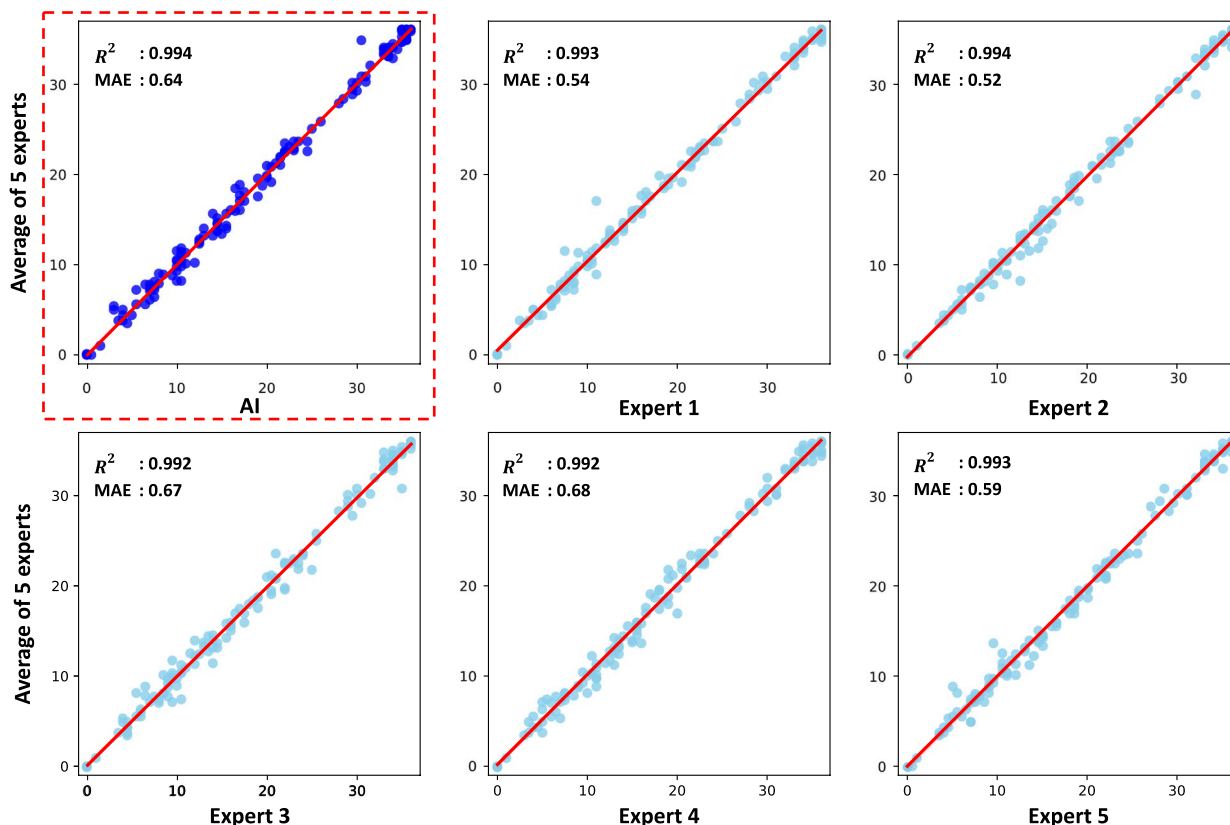 Average of 5 experts
R² : 0.994
MAE : 0.64
30
20
10
0
0 10 20 30
AI
R² : 0.993
MAE : 0.54
30
20
10
0
0 10 20 30
Expert 1
R² : 0.994
MAE : 0.52
30
20
10
0
0 10 20 30
Expert 2
Average of 5 experts
R² : 0.992
MAE : 0.67
30
20
10
0
0 10 20 30
Expert 3
R² : 0.992
MAE : 0.68
30
20
10
0
0 10 20 30
Expert 4
R² : 0.993
MAE : 0.59
30
20
10
0
0 10 20 30
Expert 5